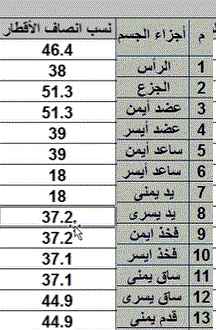 م أجزاء الجسم نسب انصاف الأقطار
46.4
1 الرأس 38
2 الجزع 51.3
3 عضد أيمن 51.3
4 عضد أيسر 39
5 ساعد أيمن 39
6 ساعد أيسر 18
7 يد يمنى 18
8 يد يسرى 37.2
9 فخذ ايمن 37.2
10 فخذ ايسر 37.1
11 ساق يمني 37.1
12 ساق يسرى 44.9
13 قدم يمني 44.9